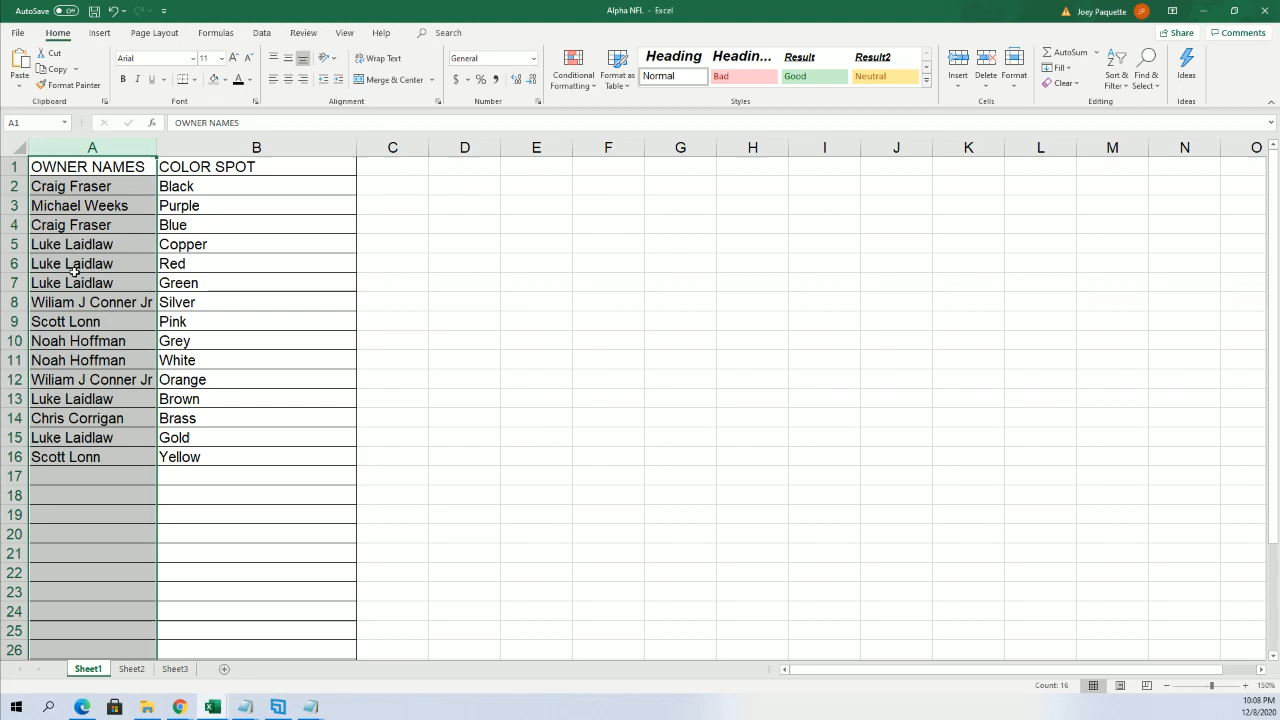 AutoSave Off
Alpha NFL - Excel
Joey Paquette
File Home Insert Page Layout Formulas Data Review View Help Search
Share Comments
Paste
Cut
Copy
Format Painter
Clipboard
Arial 11
B I U
Font
Wrap Text
Merge & Center
Alignment
General
$ % 9
Number
Conditional Formatting
Format as Table
Heading Headin... Result Result2
Normal Bad Good Neutral
Styles
Insert Delete Format
Cells
AutoSum
Fill
Clear
Sort & Filter
Find & Select
Editing
Ideas
Ideas
A1 fx OWNER NAMES
A B C D E F G H I J K L M N O
1 OWNER NAMES COLOR SPOT
2 Craig Fraser Black
3 Michael Weeks Purple
4 Craig Fraser Blue
5 Luke Laidlaw Copper
6 Luke Laidlaw Red
7 Luke Laidlaw Green
8 Wiliam J Conner Jr Silver
9 Scott Lonn Pink
10 Noah Hoffman Grey
11 Noah Hoffman White
12 Wiliam J Conner Jr Orange
13 Luke Laidlaw Brown
14 Chris Corrigan Brass
15 Luke Laidlaw Gold
16 Scott Lonn Yellow
17
18
19
20
21
22
23
24
25
26
Sheet1 Sheet2 Sheet3
Count: 16 150%
10:08 PM
12/8/2020